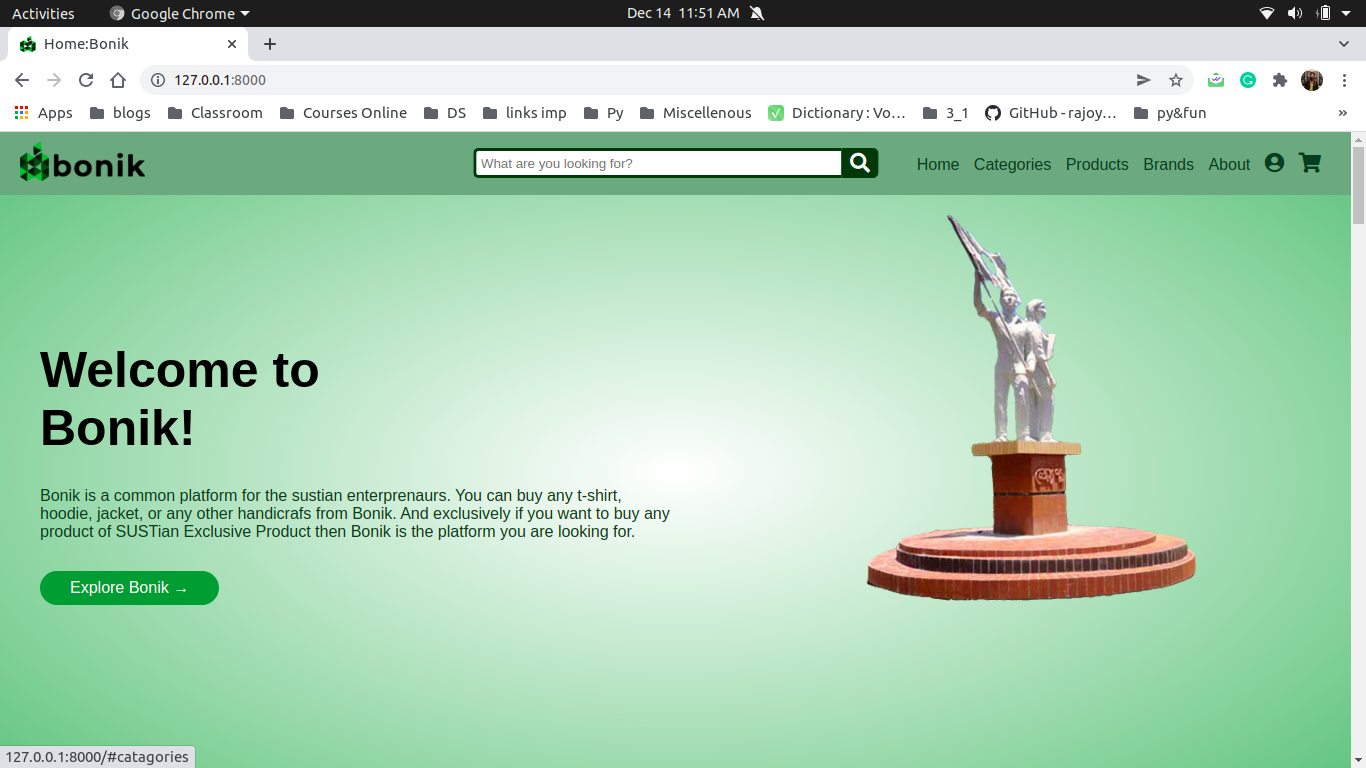 Activities
Google Chrome
Dec 14 11:51 AM
Home:Bonik
127.0.0.1:8000
Apps
blogs
Classroom
Courses Online
DS
links imp
Py
Miscellenous
Dictionary : Vo…
3_1
GitHub - rajoy…
py&fun
»
bonik
What are you looking for?
Home
Categories
Products
Brands
About
Welcome to
Bonik!
Bonik is a common platform for the sustian enterprenaurs. You can buy any t-shirt,
hoodie, jacket, or any other handicrafs from Bonik. And exclusively if you want to buy any
product of SUSTian Exclusive Product then Bonik is the platform you are looking for.
Explore Bonik →
127.0.0.1:8000/#catagories